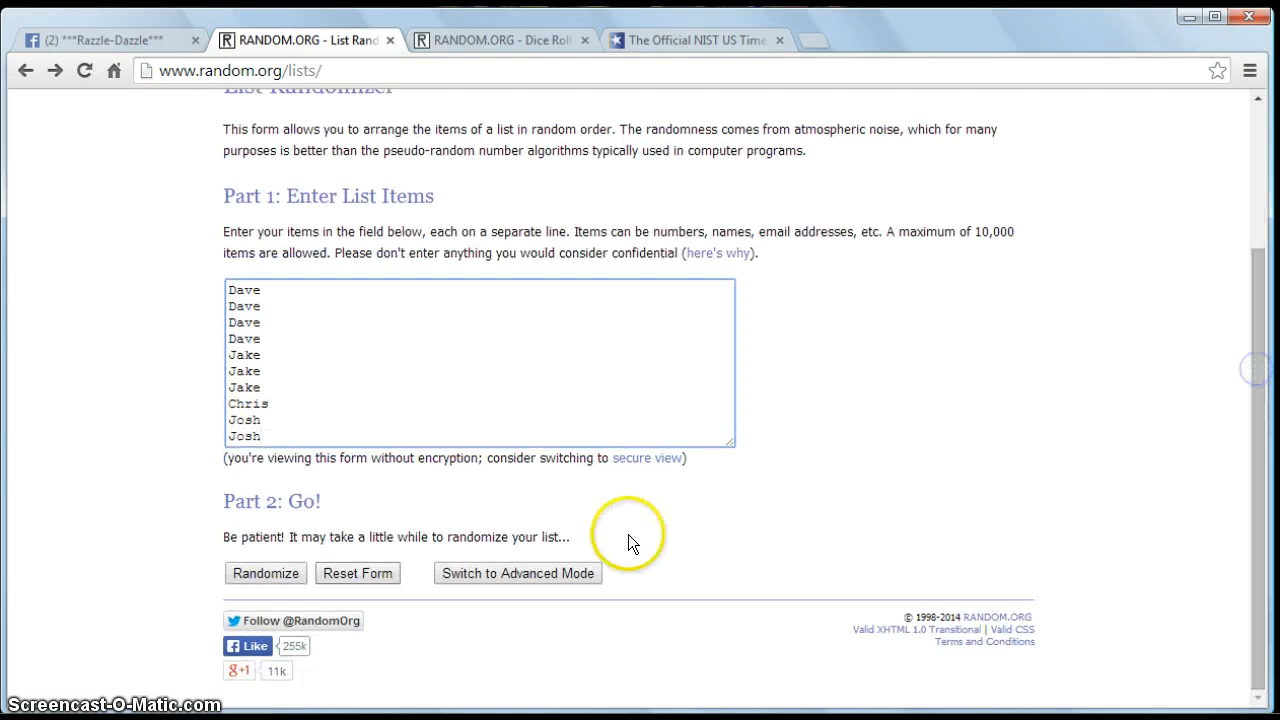 (2) ***Razzle-Dazzle***
RANDOM.ORG - List Rand
RANDOM.ORG - Dice Roll
The Official NIST US Time
www.random.org/lists/
List Randomizer
This form allows you to arrange the items of a list in random order. The randomness comes from atmospheric noise, which for many
purposes is better than the pseudo-random number algorithms typically used in computer programs.
Part 1: Enter List Items
Enter your items in the field below, each on a separate line. Items can be numbers, names, email addresses, etc. A maximum of 10,000
items are allowed. Please don't enter anything you would consider confidential (here's why).
Dave
Dave
Dave
Dave
Jake
Jake
Jake
Chris
Josh
Josh
(you're viewing this form without encryption; consider switching to secure view)
Part 2: Go!
Be patient! It may take a little while to randomize your list...
Randomize
Reset Form
Switch to Advanced Mode
Follow @RandomOrg
Like
255k
g+1
11k
© 1998-2014 RANDOM.ORG
Valid XHTML 1.0 Transitional | Valid CSS
Terms and Conditions
Screencast-O-Matic.com